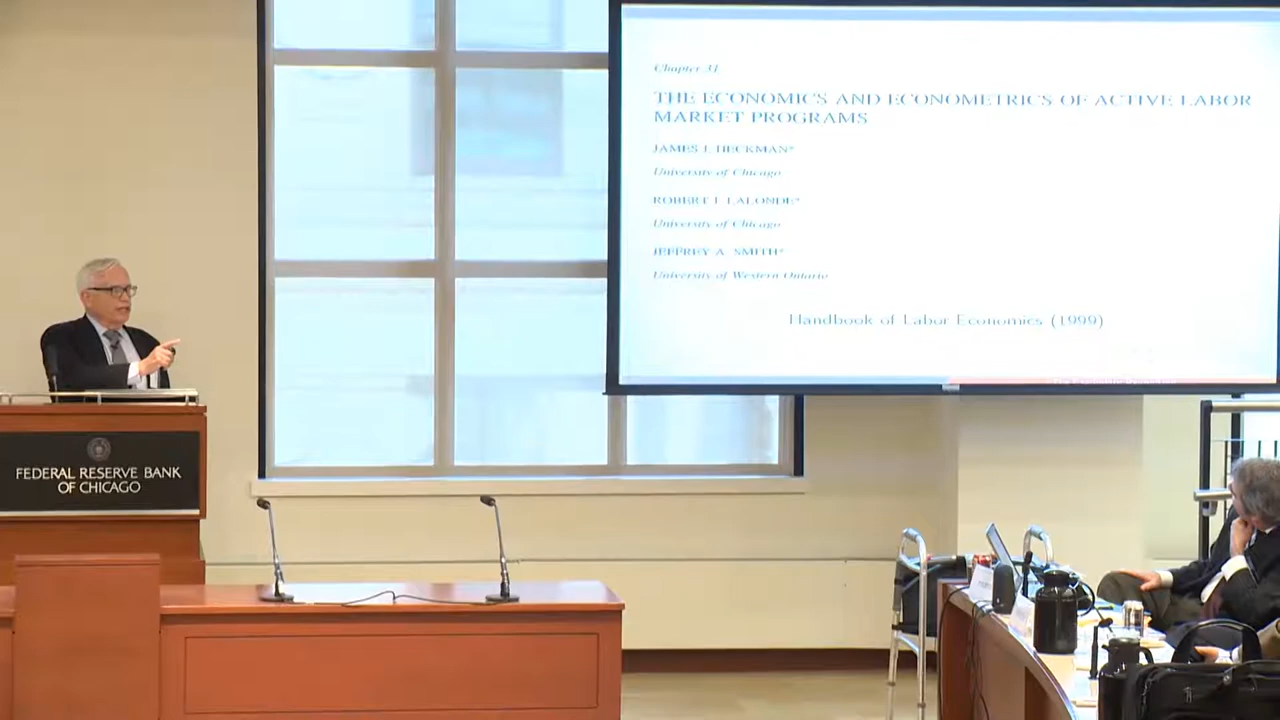 Chapter 31
THE ECONOMICS AND ECONOMETRICS OF ACTIVE LABOR
MARKET PROGRAMS
JAMES J. HECKMAN*
University of Chicago
ROBERT J. LALONDE*
University of Chicago
JEFFREY A. SMITH*
University of Western Ontario
Handbook of Labor Economics (1999)
FEDERAL RESERVE BANK
OF CHICAGO